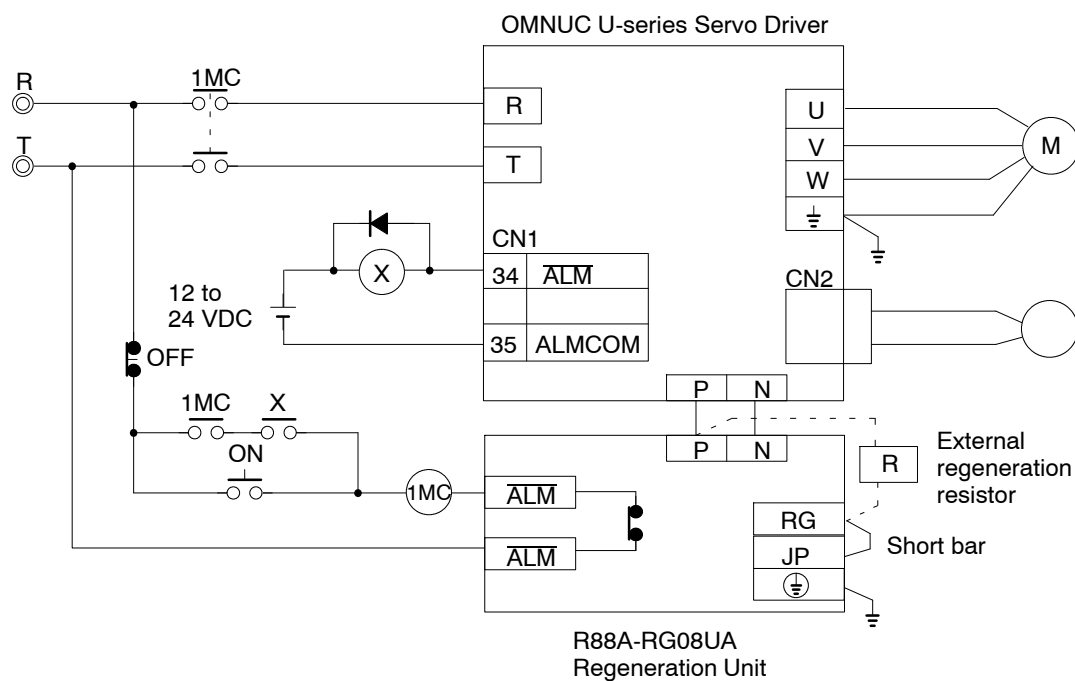 OMNUC U-series Servo Driver
R
1MC
R
U
T
V
M
T
W
CN1
X
34 ALM
CN2
12 to
24 VDC
35 ALMCOM
OFF
P N
1MC X
P N
External
regeneration
resistor
R
ON
1MC
ALM
RG
Short bar
JP
ALM
R88A-RG08UA
Regeneration Unit